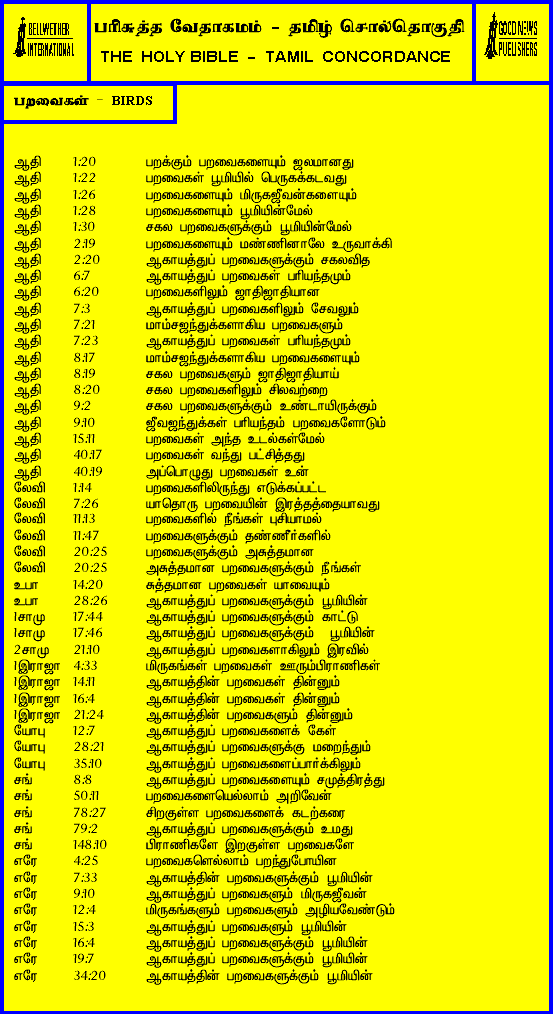 BELLWETHER
INTERNATIONAL
பரிசுத்த வேதாகமம் - தமிழ் சொல்தொகுதி
THE HOLY BIBLE - TAMIL CONCORDANCE
GOOD NEWS
PUBLISHERS
பறவைகள் - BIRDS
ஆதி 1:20 பறக்கும் பறவைகளையும் ஜலமானது
ஆதி 1:22 பறவைகள் பூமியில் பெருகக்கடவது
ஆதி 1:26 பறவைகளையும் மிருகஜீவன்களையும்
ஆதி 1:28 பறவைகளையும் பூமியின்மேல்
ஆதி 1:30 சகல பறவைகளுக்கும் பூமியின்மேல்
ஆதி 2:19 பறவைகளையும் மண்ணினாலே உருவாக்கி
ஆதி 2:20 ஆகாயத்துப் பறவைகளுக்கும் சகலவித
ஆதி 6:7 ஆகாயத்துப் பறவைகள் பரியந்தமும்
ஆதி 6:20 பறவைகளிலும் ஜாதிஜாதியான
ஆதி 7:3 ஆகாயத்துப் பறவைகளிலும் சேவலும்
ஆதி 7:21 மாம்சஜந்துக்களாகிய பறவைகளும்
ஆதி 7:23 ஆகாயத்துப் பறவைகள் பரியந்தமும்
ஆதி 8:17 மாம்சஜந்துக்களாகிய பறவைகளையும்
ஆதி 8:19 சகல பறவைகளும் ஜாதிஜாதியாய்
ஆதி 8:20 சகல பறவைகளிலும் சிலவற்றை
ஆதி 9:2 சகல பறவைகளுக்கும் உண்டாயிருக்கும்
ஆதி 9:10 ஜீவஜந்துக்கள் பரியந்தம் பறவைகளோடும்
ஆதி 15:11 பறவைகள் அந்த உடல்கள்மேல்
ஆதி 40:17 பறவைகள் வந்து பட்சித்தது
ஆதி 40:19 அப்பொழுது பறவைகள் உன்
லேவி 1:14 பறவைகளிலிருந்து எடுக்கப்பட்ட
லேவி 7:26 யாதொரு பறவையின் இரத்தத்தையாவது
லேவி 11:13 பறவைகளில் நீங்கள் புசியாமல்
லேவி 11:47 பறவைகளுக்கும் தண்ணீர்களில்
லேவி 20:25 பறவைகளுக்கும் அசுத்தமான
லேவி 20:25 அசுத்தமான பறவைகளுக்கும் நீங்கள்
உபா 14:20 சுத்தமான பறவைகள் யாவையும்
உபா 28:26 ஆகாயத்துப் பறவைகளுக்கும் பூமியின்
1சாமு 17:44 ஆகாயத்துப் பறவைகளுக்கும் காட்டு
1சாமு 17:46 ஆகாயத்துப் பறவைகளுக்கும் பூமியின்
2சாமு 21:10 ஆகாயத்துப் பறவைகளாகிலும் இரவில்
1இராஜா 4:33 மிருகங்கள் பறவைகள் ஊரும்பிராணிகள்
1இராஜா 14:11 ஆகாயத்தின் பறவைகள் தின்னும்
1இராஜா 16:4 ஆகாயத்தின் பறவைகள் தின்னும்
1இராஜா 21:24 ஆகாயத்தின் பறவைகளும் தின்னும்
யோபு 12:7 ஆகாயத்துப் பறவைகளைக் கேள்
யோபு 28:21 ஆகாயத்துப் பறவைகளுக்கு மறைந்தும்
யோபு 35:10 ஆகாயத்துப் பறவைகளைப்பார்க்கிலும்
சங் 8:8 ஆகாயத்துப் பறவைகளையும் சமுத்திரத்து
சங் 50:11 பறவைகளையெல்லாம் அறிவேன்
சங் 78:27 சிறகுள்ள பறவைகளைக் கடற்கரை
சங் 79:2 ஆகாயத்துப் பறவைகளுக்கும் உமது
சங் 148:10 பிராணிகளே இறகுள்ள பறவைகளே
எரே 4:25 பறவைகளெல்லாம் பறந்துபோயின
எரே 7:33 ஆகாயத்தின் பறவைகளுக்கும் பூமியின்
எரே 9:10 ஆகாயத்துப் பறவைகளும் மிருகஜீவன்
எரே 12:4 மிருகங்களும் பறவைகளும் அழியவேண்டும்
எரே 15:3 ஆகாயத்துப் பறவைகளும் பூமியின்
எரே 16:4 ஆகாயத்துப் பறவைகளுக்கும் பூமியின்
எரே 19:7 ஆகாயத்துப் பறவைகளுக்கும் பூமியின்
எரே 34:20 ஆகாயத்தின் பறவைகளுக்கும் பூமியின்